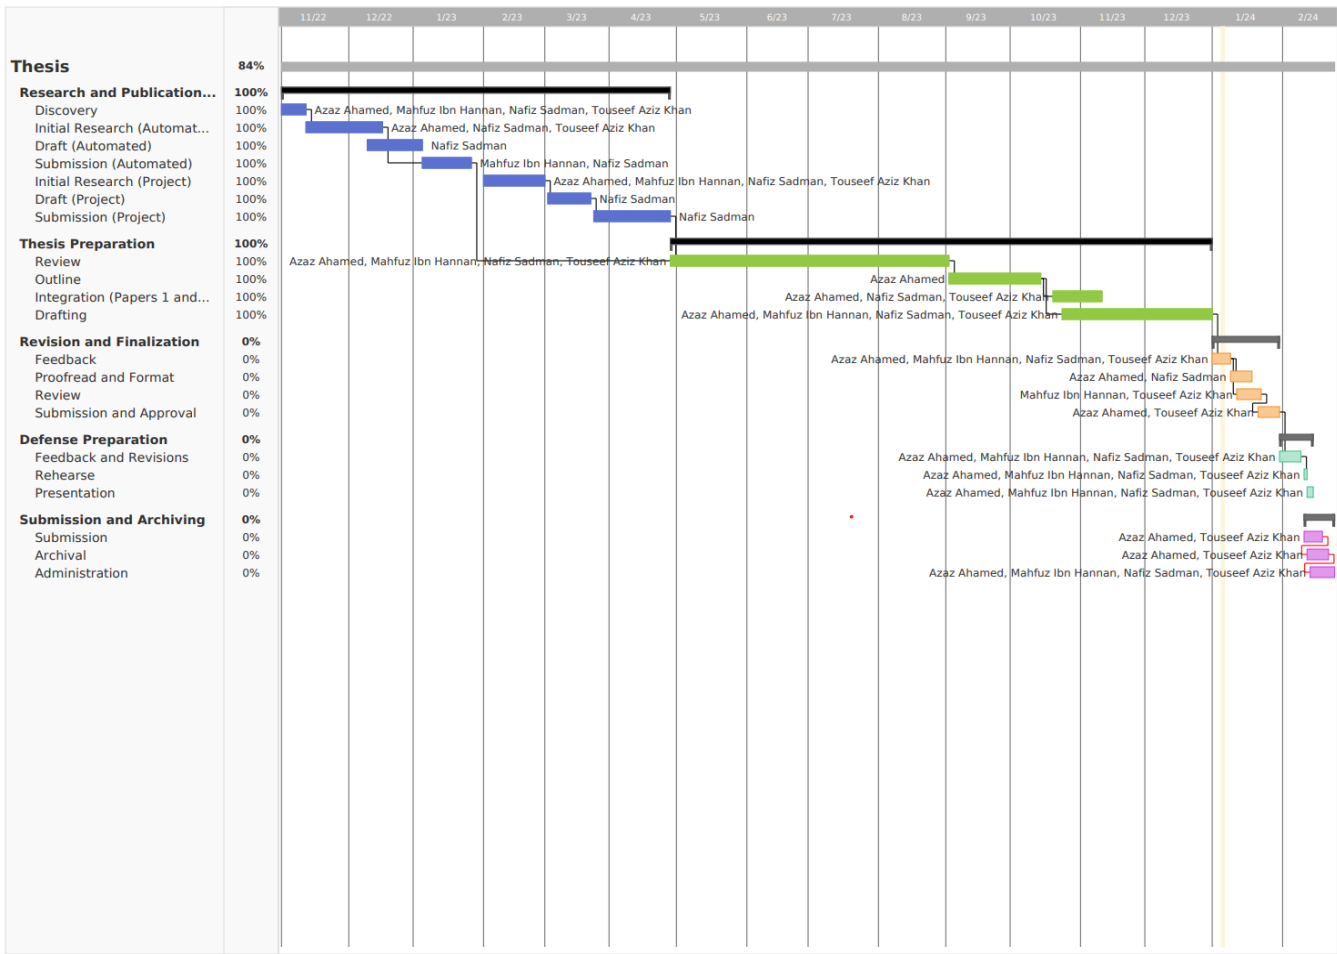 11/22 12/22 1/23 2/23 3/23 4/23 5/23 6/23 7/23 8/23 9/23 10/23 11/23 12/23 1/24 2/24
Thesis 84%
Research and Publication... 100%
Discovery 100% Azaz Ahamed, Mahfuz Ibn Hannan, Nafiz Sadman, Touseef Aziz Khan
Initial Research (Automat... 100% Azaz Ahamed, Nafiz Sadman, Touseef Aziz Khan
Draft (Automated) 100% Nafiz Sadman
Submission (Automated) 100% Mahfuz Ibn Hannan, Nafiz Sadman
Initial Research (Project) 100% Azaz Ahamed, Mahfuz Ibn Hannan, Nafiz Sadman, Touseef Aziz Khan
Draft (Project) 100% Nafiz Sadman
Submission (Project) 100% Nafiz Sadman
Thesis Preparation 100%
Review 100% Azaz Ahamed, Mahfuz Ibn Hannan, Nafiz Sadman, Touseef Aziz Khan
Outline 100% Azaz Ahamed
Integration (Papers 1 and... 100% Azaz Ahamed, Nafiz Sadman, Touseef Aziz Khan
Drafting 100% Azaz Ahamed, Mahfuz Ibn Hannan, Nafiz Sadman, Touseef Aziz Khan
Revision and Finalization 0%
Feedback 0% Azaz Ahamed, Mahfuz Ibn Hannan, Nafiz Sadman, Touseef Aziz Khan
Proofread and Format 0% Azaz Ahamed, Nafiz Sadman
Review 0% Mahfuz Ibn Hannan, Touseef Aziz Khan
Submission and Approval 0% Azaz Ahamed, Touseef Aziz Khan
Defense Preparation 0%
Feedback and Revisions 0% Azaz Ahamed, Mahfuz Ibn Hannan, Nafiz Sadman, Touseef Aziz Khan
Rehearse 0% Azaz Ahamed, Mahfuz Ibn Hannan, Nafiz Sadman, Touseef Aziz Khan
Presentation 0% Azaz Ahamed, Mahfuz Ibn Hannan, Nafiz Sadman, Touseef Aziz Khan
Submission and Archiving 0%
Submission 0% Azaz Ahamed, Touseef Aziz Khan
Archival 0% Azaz Ahamed, Touseef Aziz Khan
Administration 0% Azaz Ahamed, Mahfuz Ibn Hannan, Nafiz Sadman, Touseef Aziz Khan